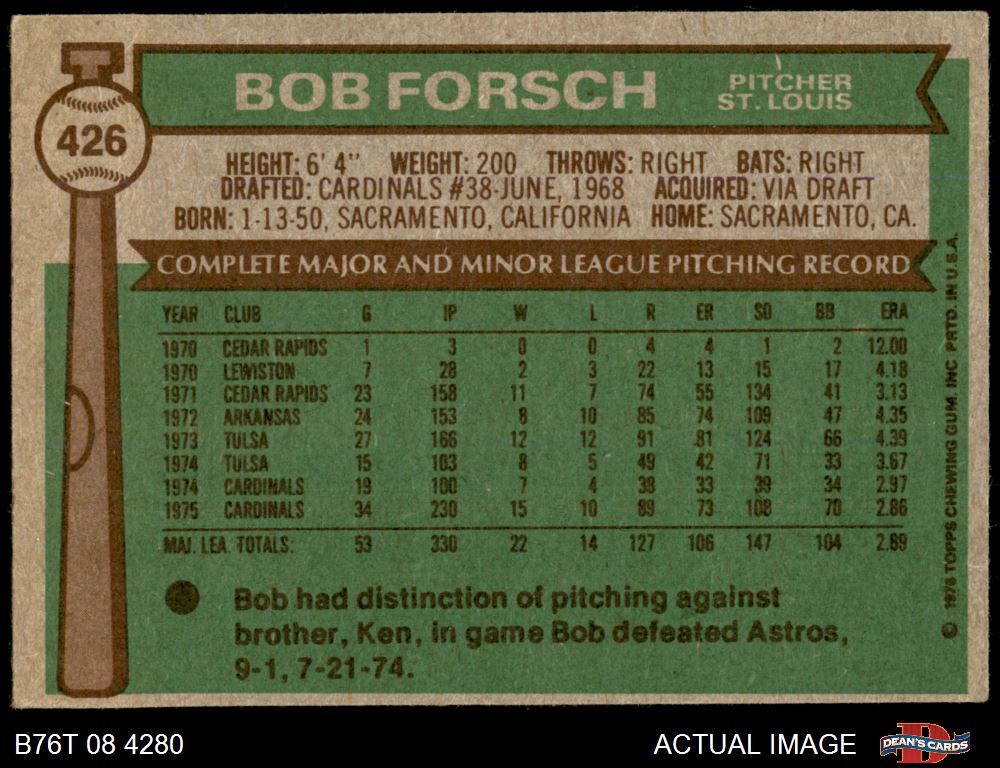 BOB FORSCH
PITCHER
ST. LOUIS
426
HEIGHT: 6' 4" WEIGHT: 200 THROWS: RIGHT BATS: RIGHT
DRAFTED: CARDINALS #38-JUNE, 1968 ACQUIRED: VIA DRAFT
BORN: 1-13-50, SACRAMENTO, CALIFORNIA HOME: SACRAMENTO, CA.
COMPLETE MAJOR AND MINOR LEAGUE PITCHING RECORD
YEAR CLUB G IP W L R ER SO BB ERA
1970 CEDAR RAPIDS 1 3 0 0 4 4 1 2 12.00
1970 LEWISTON 7 28 2 3 22 13 15 17 4.18
1971 CEDAR RAPIDS 23 158 11 7 74 55 134 41 3.13
1972 ARKANSAS 24 153 8 10 85 74 109 47 4.35
1973 TULSA 27 166 12 12 91 81 124 66 4.39
1974 TULSA 15 103 8 5 49 42 71 33 3.67
1974 CARDINALS 19 100 7 4 38 33 39 34 2.97
1975 CARDINALS 34 230 15 10 89 73 108 70 2.86
MAJ. LEA. TOTALS: 53 330 22 14 127 106 147 104 2.89
Bob had distinction of pitching against
brother, Ken, in game Bob defeated Astros,
9-1, 7-21-74.
© 1976 TOPPS CHEWING GUM, INC. PRTD. IN U.S.A.
B76T 08 4280
ACTUAL IMAGE
DEAN'S CARDS